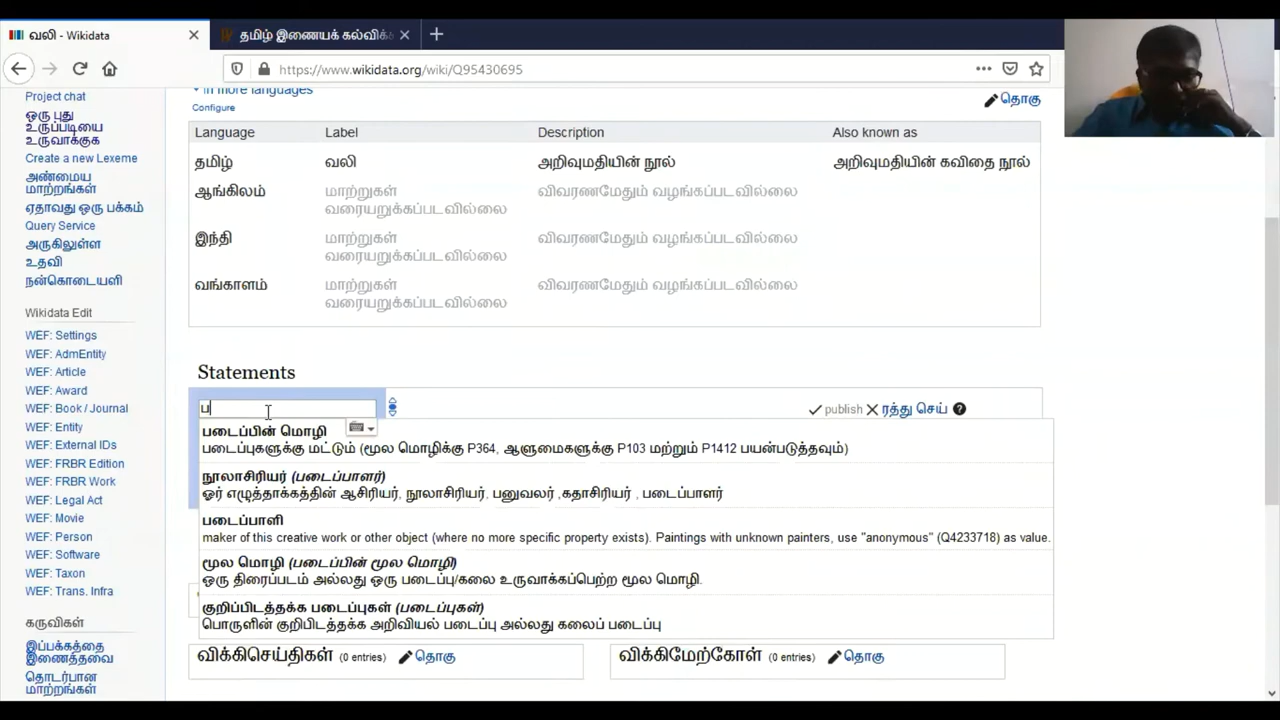 வலி - Wikidata
தமிழ் இணையக் கல்விக்
https://www.wikidata.org/wiki/Q95430695
Project chat
ஒரு புது
உருப்படியை
உருவாக்குக
Create a new Lexeme
அண்மைய
மாற்றங்கள்
ஏதாவது ஒரு பக்கம்
Query Service
அருகிலுள்ள
உதவி
நன்கொடையளி
Wikidata Edit
WEF: Settings
WEF: AdmEntity
WEF: Article
WEF: Award
WEF: Book / Journal
WEF: Entity
WEF: External IDs
WEF: FRBR Edition
WEF: FRBR Work
WEF: Legal Act
WEF: Movie
WEF: Person
WEF: Software
WEF: Taxon
WEF: Trans. Infra
கருவிகள்
இப்பக்கத்தை
இணைத்தவை
தொடர்பான
மாற்றங்கள்
In more languages
Configure
தொகு
Language Label Description Also known as
தமிழ் வலி அறிவுமதியின் நூல் அறிவுமதியின் கவிதை நூல்
ஆங்கிலம் மாற்றுகள் விவரணமேதும் வழங்கப்படவில்லை
வரையறுக்கப்படவில்லை
இந்தி மாற்றுகள் விவரணமேதும் வழங்கப்படவில்லை
வரையறுக்கப்படவில்லை
வங்காளம் மாற்றுகள் விவரணமேதும் வழங்கப்படவில்லை
வரையறுக்கப்படவில்லை
Statements
ப
publish ரத்து செய்
படைப்பின் மொழி
படைப்புகளுக்கு மட்டும் (மூல மொழிக்கு P364, ஆளுமைகளுக்கு P103 மற்றும் P1412 பயன்படுத்தவும்)
நூலாசிரியர் (படைப்பாளர்)
ஓர் எழுத்தாக்கத்தின் ஆசிரியர், நூலாசிரியர். பனுவலர் ,கதாசிரியர் , படைப்பாளர்
படைப்பாளி
maker of this creative work or other object (where no more specific property exists). Paintings with unknown painters, use "anonymous" (Q4233718) as value.
மூல மொழி (படைப்பின் மூல மொழி)
ஒரு திரைப்படம் அல்லது ஒரு படைப்பு/கலை உருவாக்கப்பெற்ற மூல மொழி.
குறிப்பிடத்தக்க படைப்புகள் (படைப்புகள்)
பொருளின் குறிப்பிடத்தக்க அறிவியல் படைப்பு அல்லது கலைப் படைப்பு
விக்கிசெய்திகள் (0 entries) தொகு
விக்கிமேற்கோள் (0 entries) தொகு